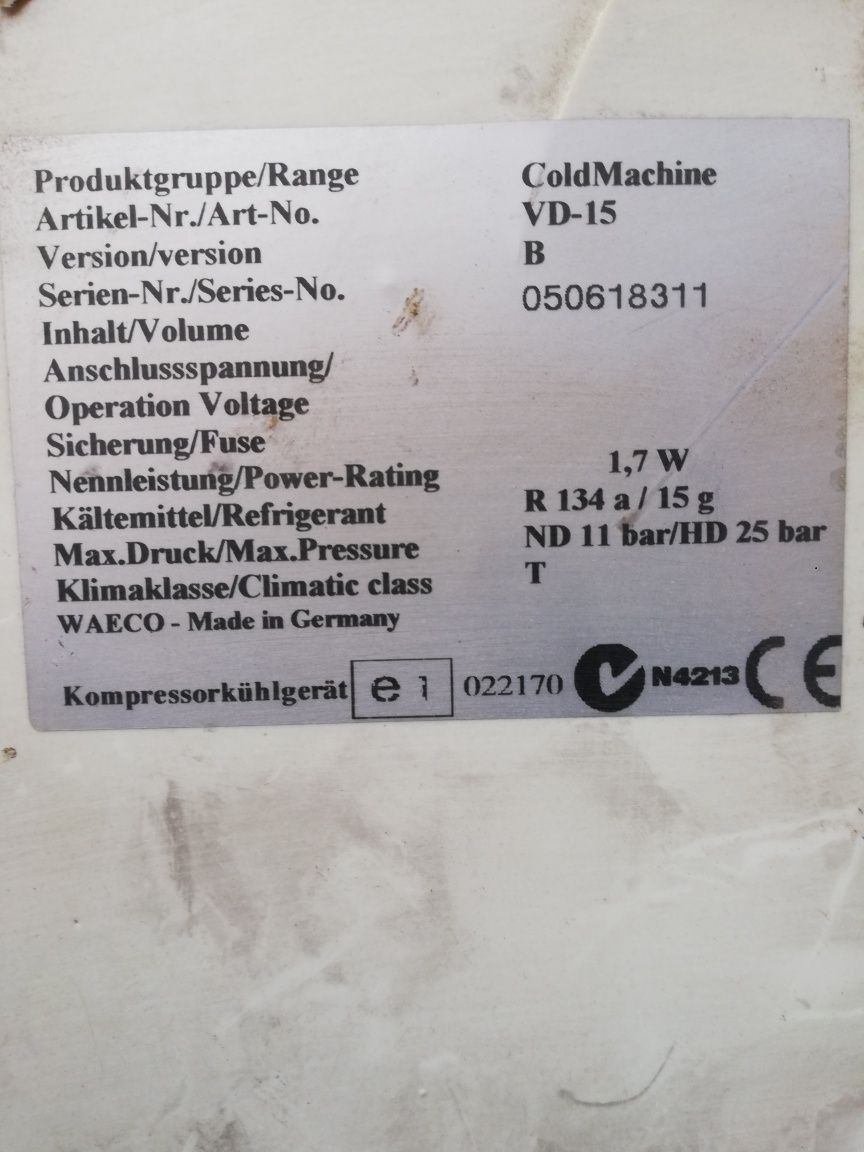 Produktgruppe/Range ColdMachine
Artikel-Nr./Art-No. VD-15
Version/version B
Serien-Nr./Series-No. 050618311
Inhalt/Volume
Anschlussspannung/
Operation Voltage
Sicherung/Fuse
Nennleistung/Power-Rating 1,7 W
Kältemittel/Refrigerant R 134 a / 15 g
Max.Druck/Max.Pressure ND 11 bar/HD 25 bar
Klimaklasse/Climatic class T
WAECO - Made in Germany
Kompressorkühlgerät e 1 022170 N4213 CE